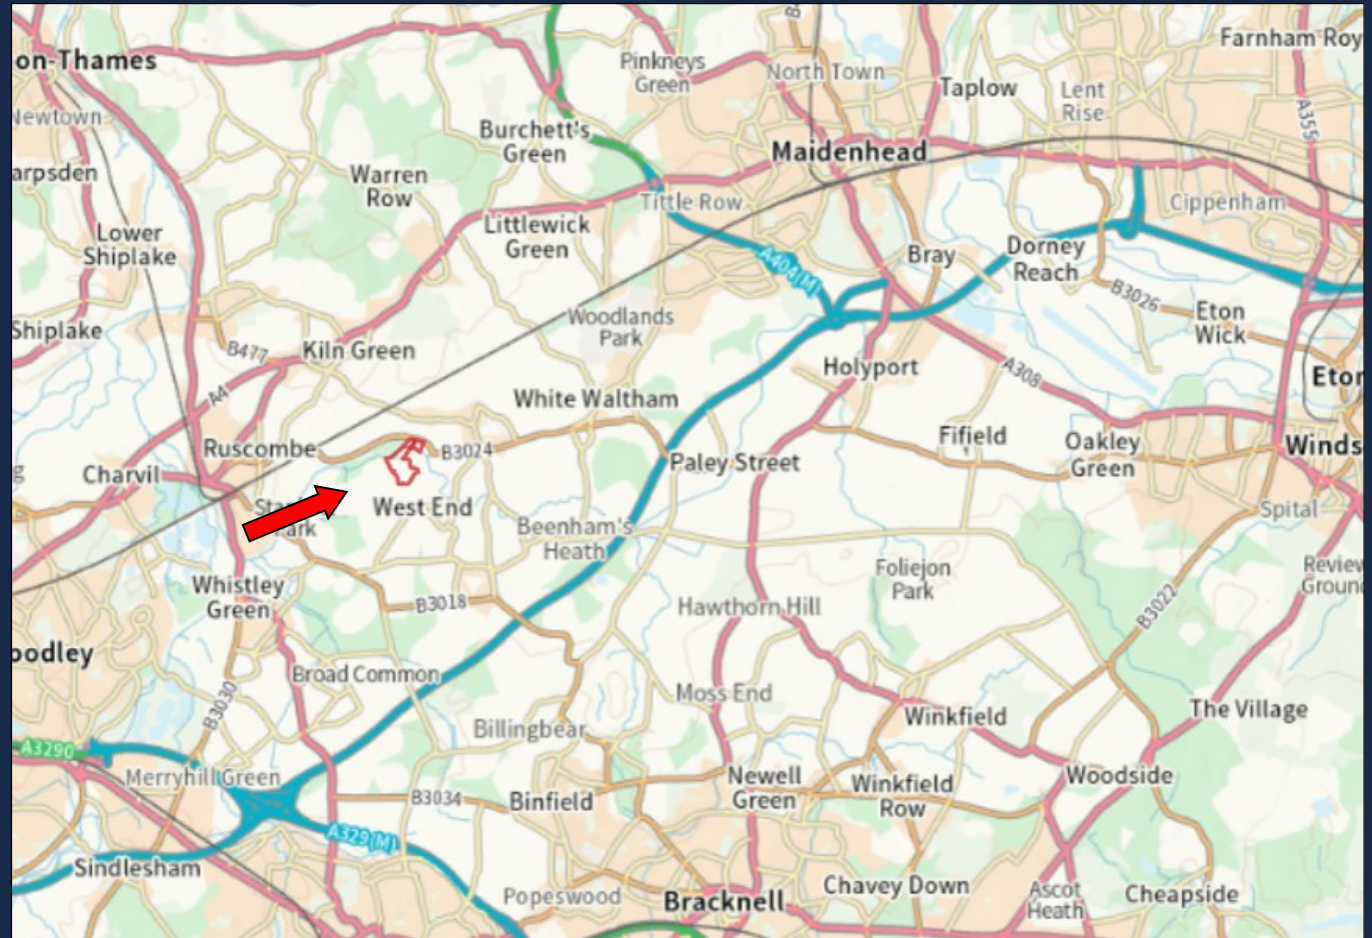 on-Thames
Pinkneys
Green
North Town
Farnham Roy
Taplow
Lent
Rise
Newtown
A355
Burchett's
Green
Maidenhead
arpsden
Warren
Row
Tittle Row
Cippenham
Lower
Shiplake
Littlewick
Green
Bray
Dorney
Reach
A404(M)
B3026
Eton
Wick
Shiplake
Woodlands
Park
B477
Kiln Green
Holyport
A308
Eton
A4
White Waltham
Ruscombe
B3024
Fifield
Oakley
Green
Winds
Charvil
Paley Street
West End
Park
Spital
Beenham's
Heath
Foliejon
Park
Review
Ground
Whistley
Green
B3018
Hawthorn Hill
B3022
oodley
Broad Common
Moss End
B3030
Billingbear
Winkfield
The Village
A3290
Merryhill Green
B3034
Binfield
Newell
Green
Winkfield
Row
Woodside
A329(M)
Sindlesham
Popeswood
Bracknell
Chavey Down
Ascot
Heath
Cheapside